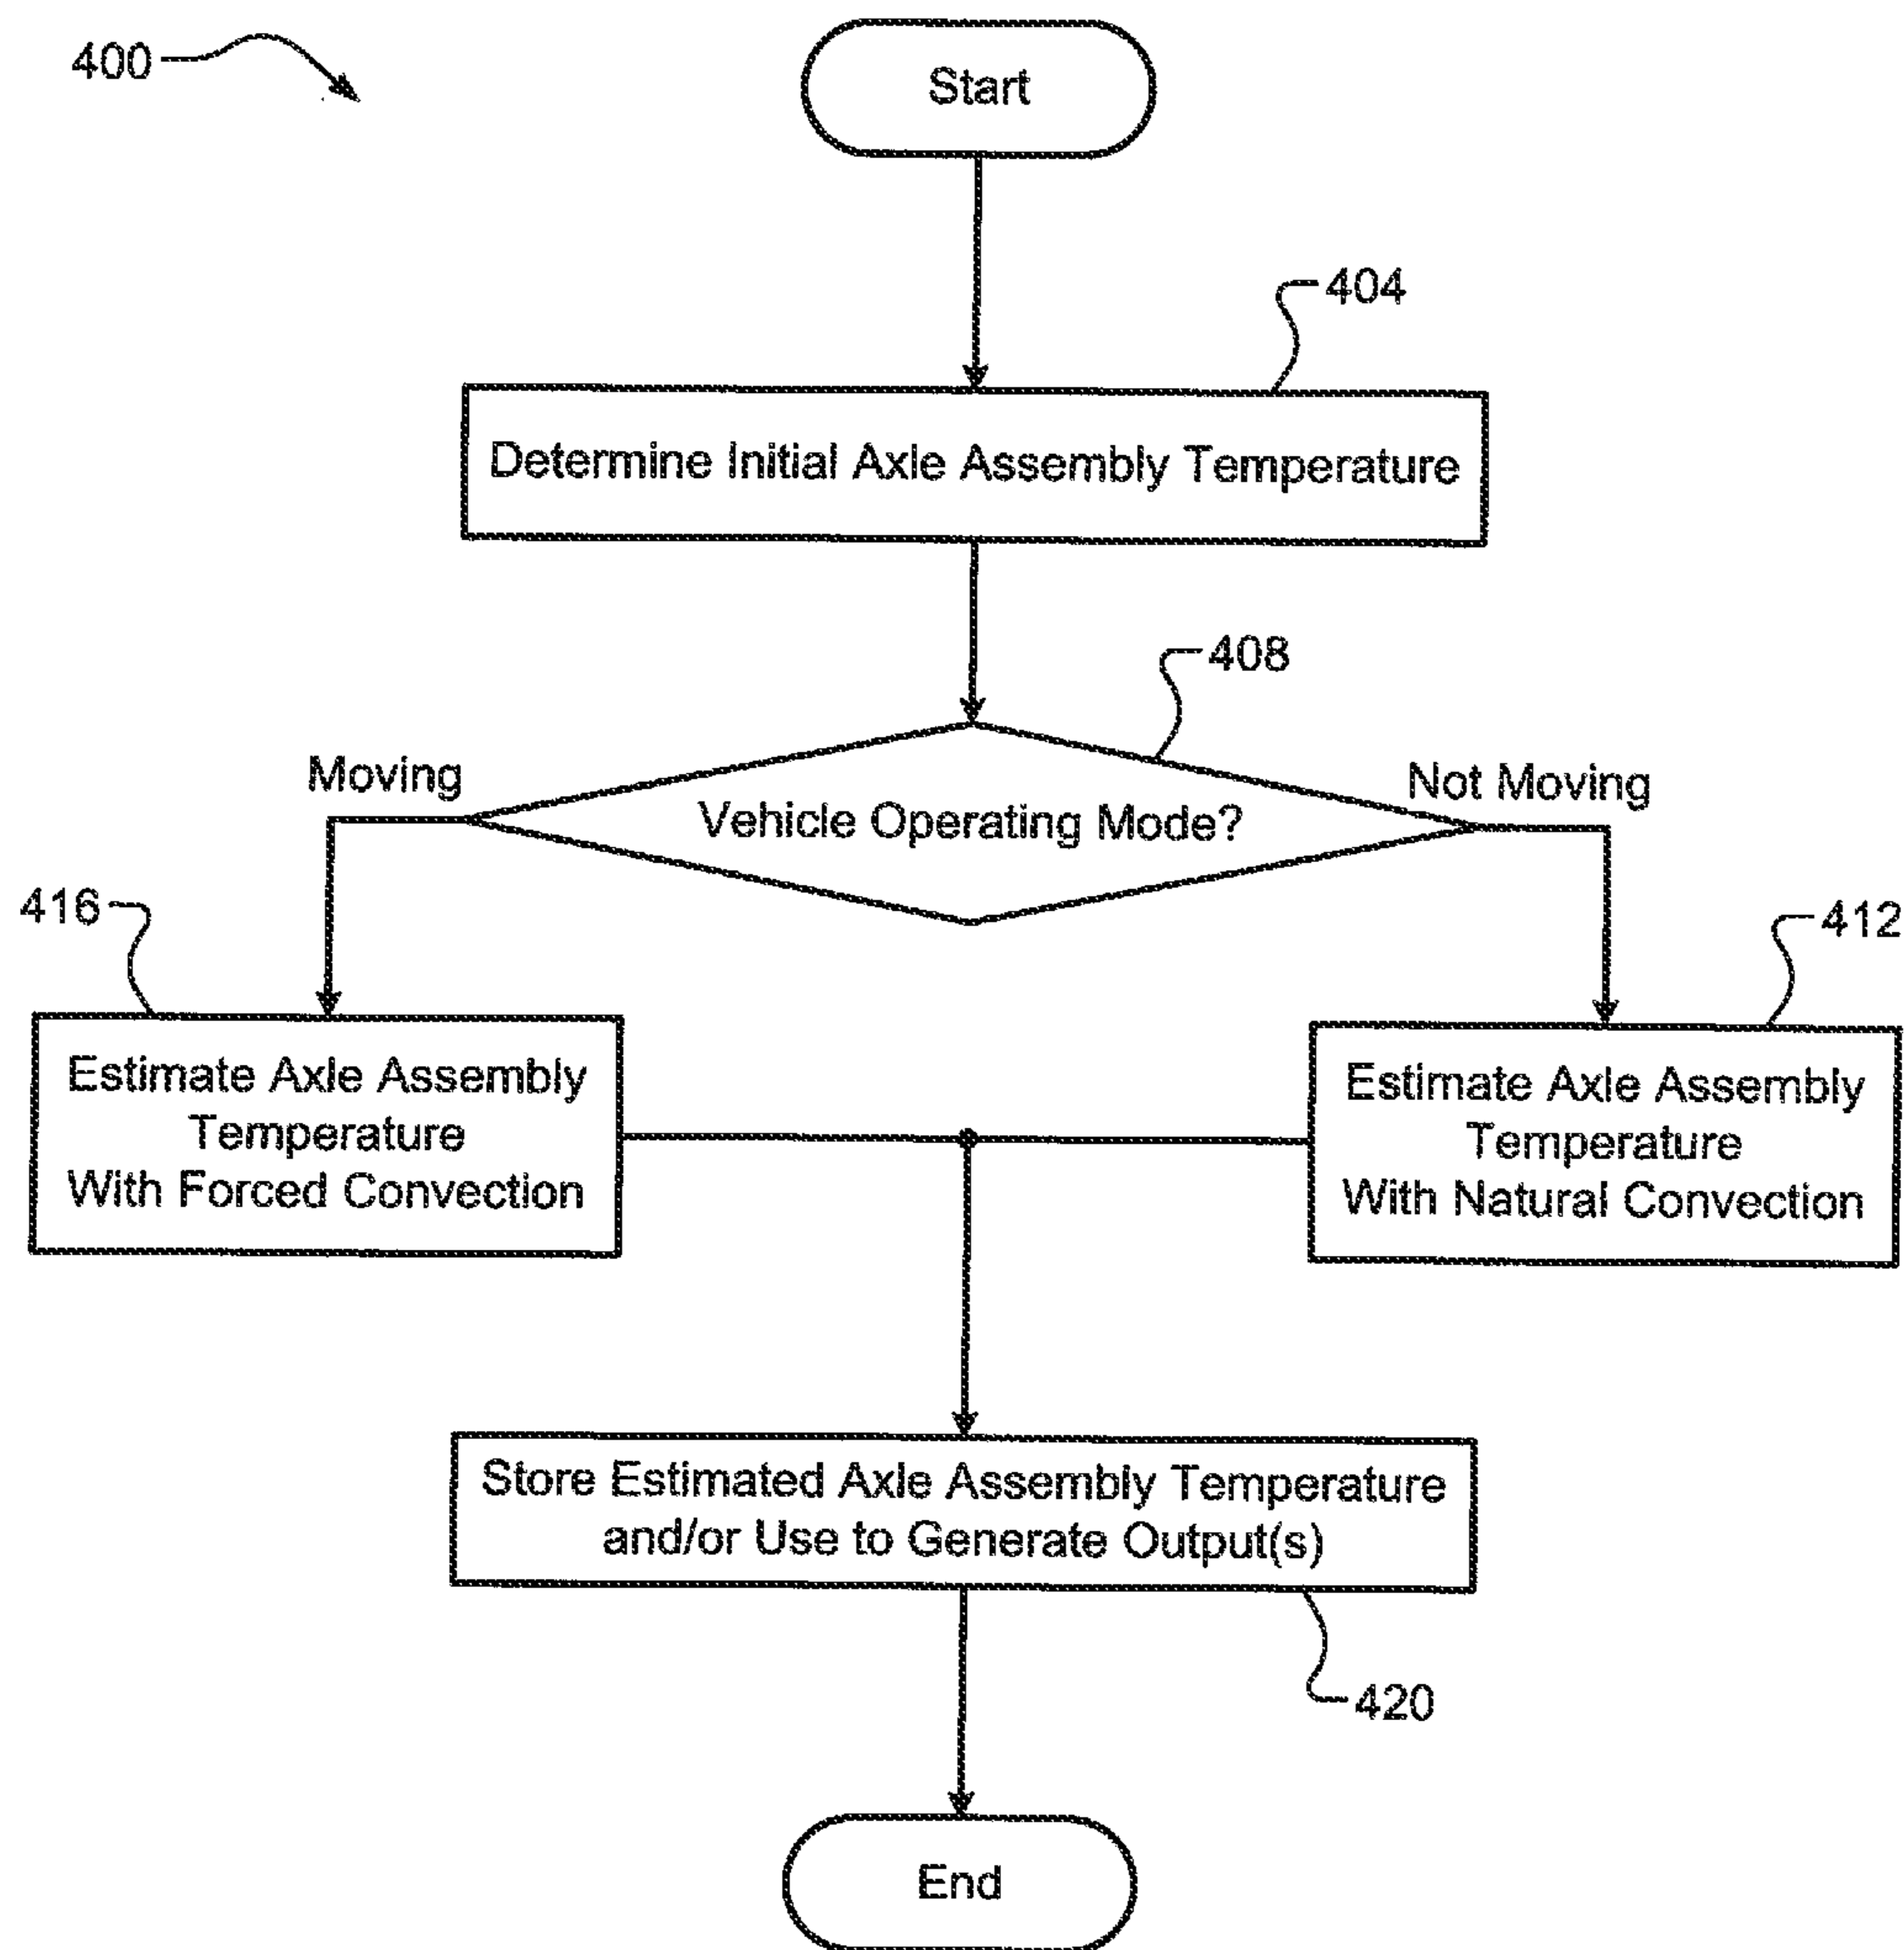 400
Start
404
Determine Initial Axle Assembly Temperature
408
Moving
Not Moving
Vehicle Operating Mode?
416
412
Estimate Axle Assembly
Temperature
With Forced Convection
Estimate Axle Assembly
Temperature
With Natural Convection
Store Estimated Axle Assembly Temperature
and/or Use to Generate Output(s)
420
End